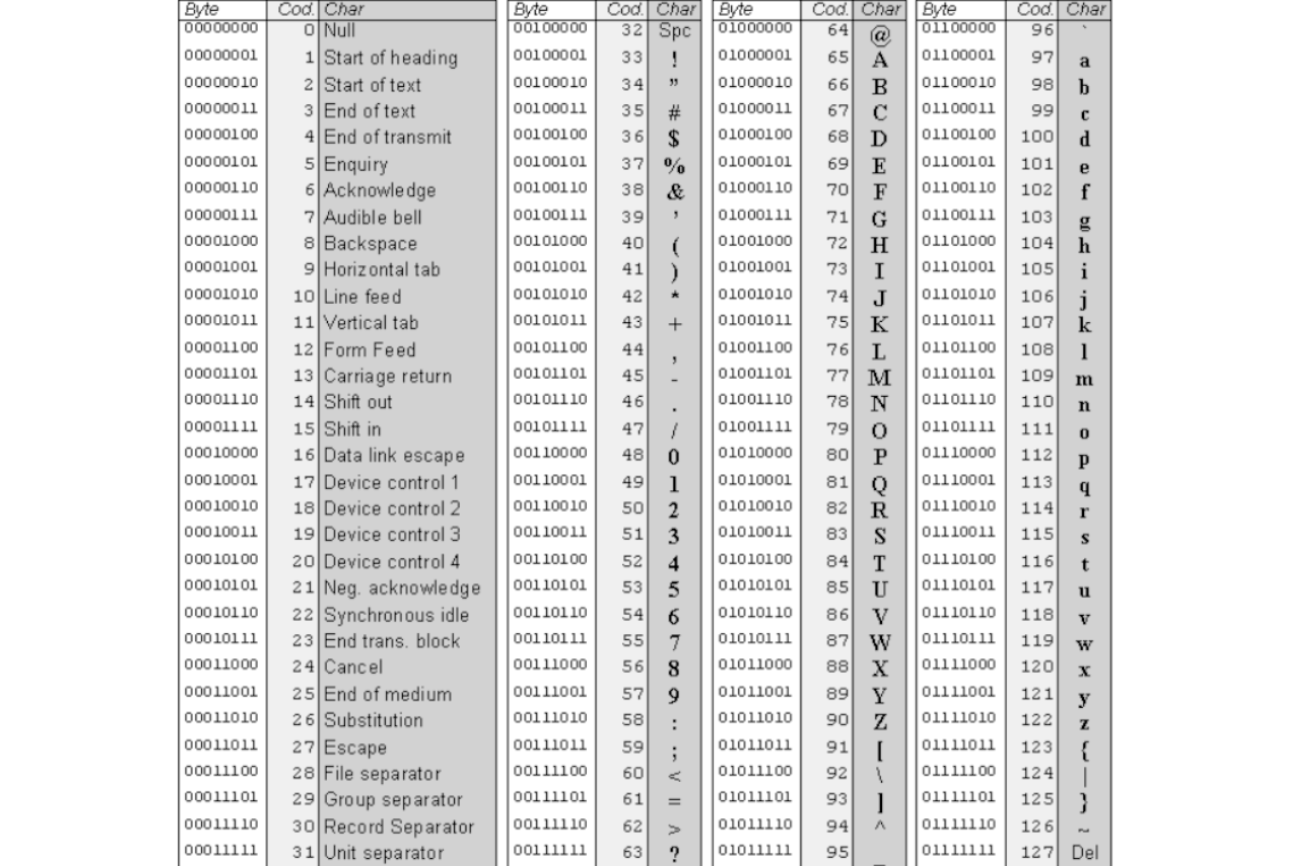 Byte Cod. Char Byte Cod. Char Byte Cod. Char Byte Cod. Char
00000000 0 Null 00100000 32 Spc 01000000 64 @ 01100000 96 `
00000001 1 Start of heading 00100001 33 ! 01000001 65 A 01100001 97 a
00000010 2 Start of text 00100010 34 " 01000010 66 B 01100010 98 b
00000011 3 End of text 00100011 35 # 01000011 67 C 01100011 99 c
00000100 4 End of transmit 00100100 36 $ 01000100 68 D 01100100 100 d
00000101 5 Enquiry 00100101 37 % 01000101 69 E 01100101 101 e
00000110 6 Acknowledge 00100110 38 & 01000110 70 F 01100110 102 f
00000111 7 Audible bell 00100111 39 ' 01000111 71 G 01100111 103 g
00001000 8 Backspace 00101000 40 ( 01001000 72 H 01101000 104 h
00001001 9 Horizontal tab 00101001 41 ) 01001001 73 I 01101001 105 i
00001010 10 Line feed 00101010 42 * 01001010 74 J 01101010 106 j
00001011 11 Vertical tab 00101011 43 + 01001011 75 K 01101011 107 k
00001100 12 Form Feed 00101100 44 , 01001100 76 L 01101100 108 l
00001101 13 Carriage return 00101101 45 - 01001101 77 M 01101101 109 m
00001110 14 Shift out 00101110 46 . 01001110 78 N 01101110 110 n
00001111 15 Shift in 00101111 47 / 01001111 79 O 01101111 111 o
00010000 16 Data link escape 00110000 48 0 01010000 80 P 01110000 112 p
00010001 17 Device control 1 00110001 49 1 01010001 81 Q 01110001 113 q
00010010 18 Device control 2 00110010 50 2 01010010 82 R 01110010 114 r
00010011 19 Device control 3 00110011 51 3 01010011 83 S 01110011 115 s
00010100 20 Device control 4 00110100 52 4 01010100 84 T 01110100 116 t
00010101 21 Neg. acknowledge 00110101 53 5 01010101 85 U 01110101 117 u
00010110 22 Synchronous idle 00110110 54 6 01010110 86 V 01110110 118 v
00010111 23 End trans. block 00110111 55 7 01010111 87 W 01110111 119 w
00011000 24 Cancel 00111000 56 8 01011000 88 X 01111000 120 x
00011001 25 End of medium 00111001 57 9 01011001 89 Y 01111001 121 y
00011010 26 Substitution 00111010 58 : 01011010 90 Z 01111010 122 z
00011011 27 Escape 00111011 59 ; 01011011 91 [ 01111011 123 {
00011100 28 File separator 00111100 60 < 01011100 92 \ 01111100 124 |
00011101 29 Group separator 00111101 61 = 01011101 93 ] 01111101 125 }
00011110 30 Record Separator 00111110 62 > 01011110 94 ^ 01111110 126 ~
00011111 31 Unit separator 00111111 63 ? 01011111 95 _ 01111111 127 Del